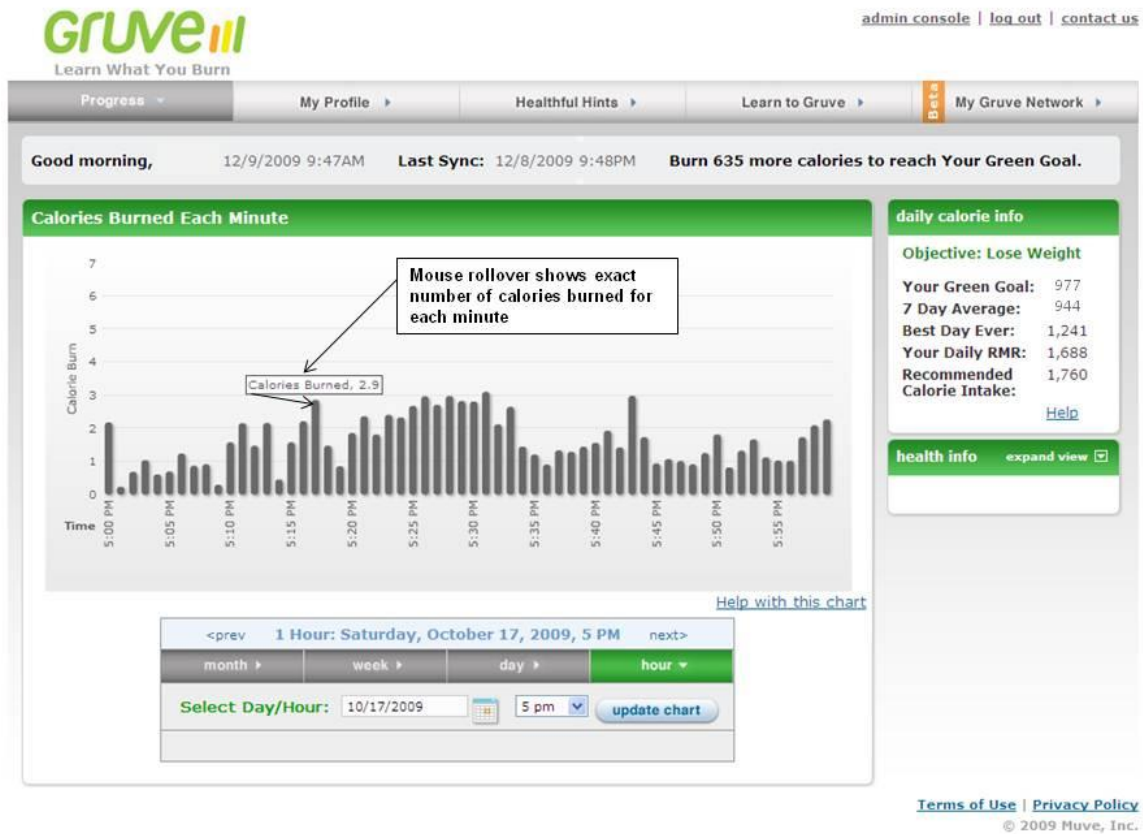 admin console | log out | contact us
Gruve
Learn What You Burn
Progress
My Profile
Healthful Hints
Learn to Gruve
Beta
My Gruve Network
Good morning,
12/9/2009 9:47AM
Last Sync: 12/8/2009 9:48PM
Burn 635 more calories to reach Your Green Goal.
Calories Burned Each Minute
7
6
5
4
3
2
1
0
Calorie Burn
Mouse rollover shows exact
number of calories burned for
each minute
Calories Burned, 2.9
Time
5:00 PM
5:05 PM
5:10 PM
5:15 PM
5:20 PM
5:25 PM
5:30 PM
5:35 PM
5:40 PM
5:45 PM
5:50 PM
5:55 PM
Help with this chart
<prev 1 Hour: Saturday, October 17, 2009, 5 PM next>
month
week
day
hour
Select Day/Hour: 10/17/2009
5 pm
update chart
daily calorie info
Objective: Lose Weight
Your Green Goal: 977
7 Day Average: 944
Best Day Ever: 1,241
Your Daily RMR: 1,688
Recommended 1,760
Calorie Intake:
Help
health info expand view
Terms of Use | Privacy Policy
© 2009 Muve, Inc.